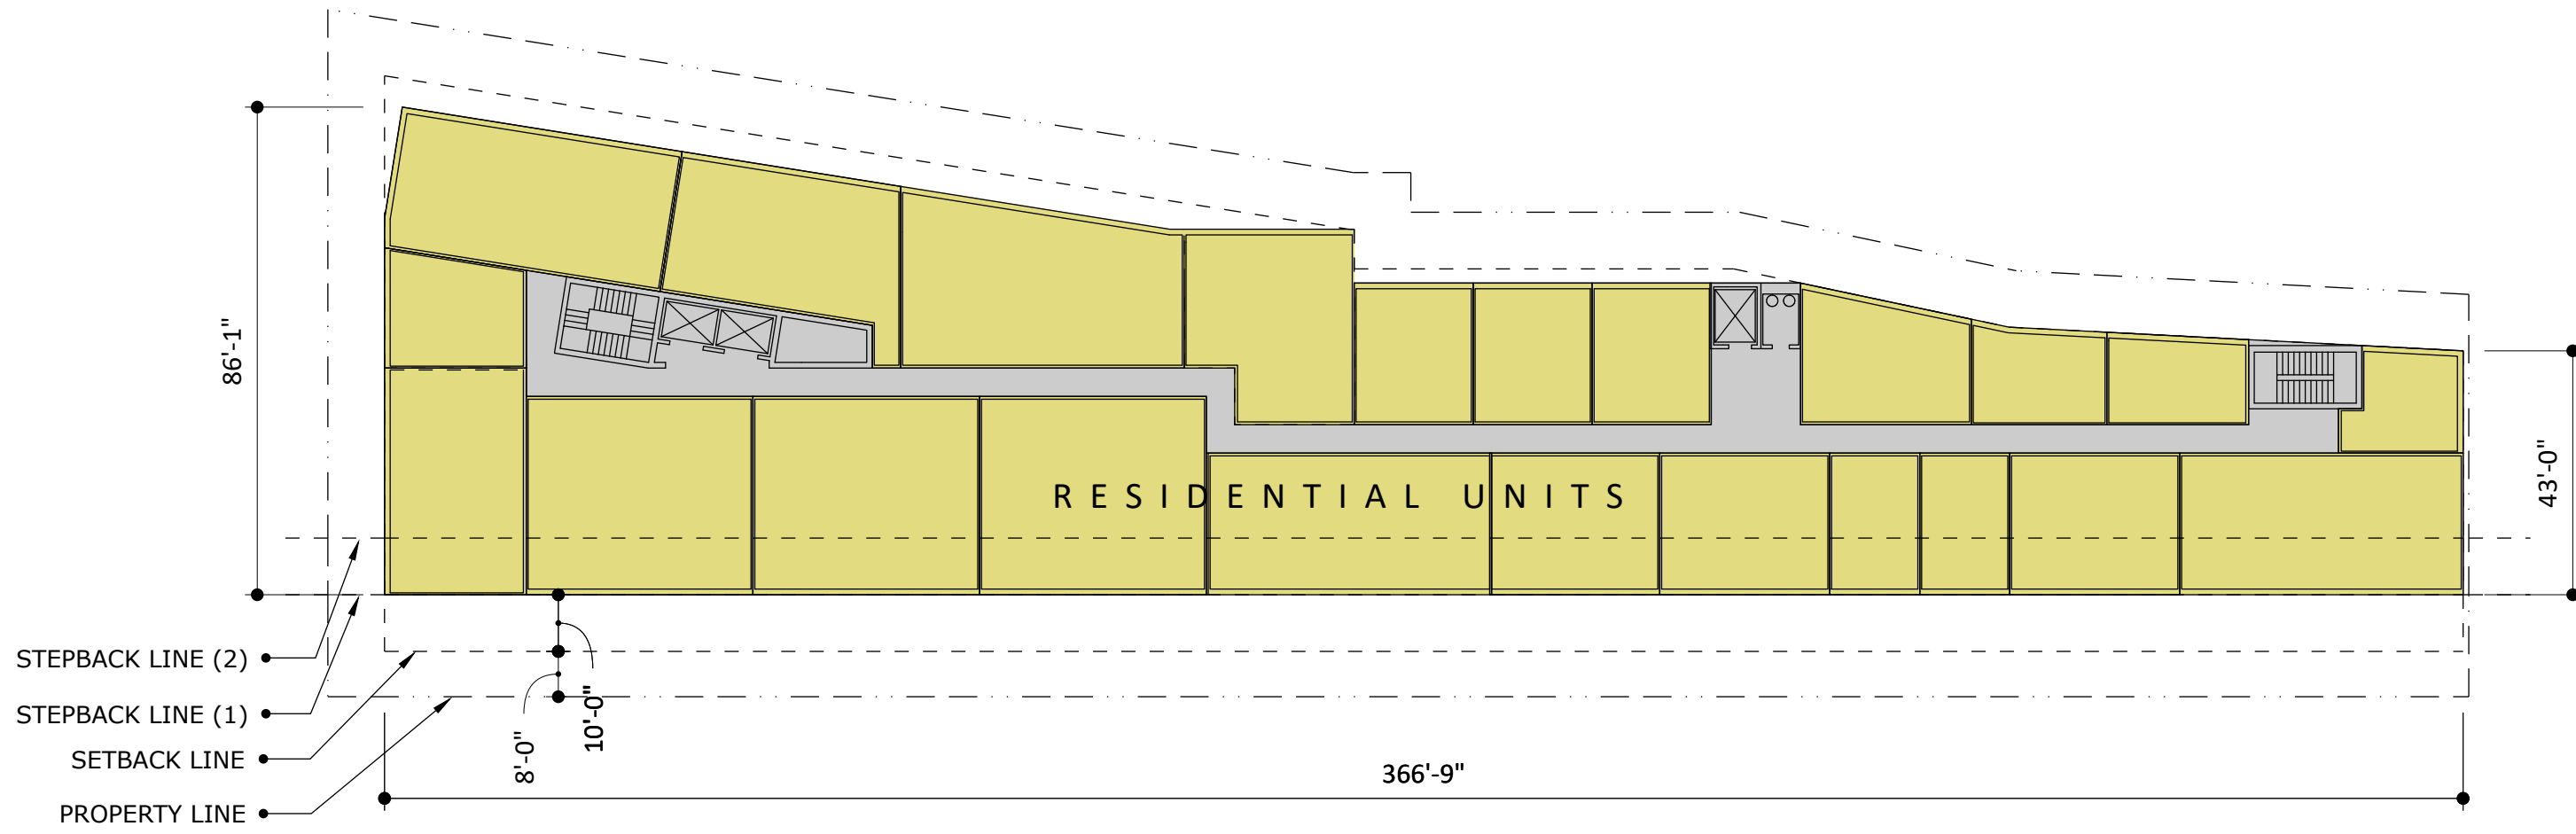 86'-1"
RESIDENTIAL UNITS
43'-0"
STEPBACK LINE (2)
STEPBACK LINE (1)
SETBACK LINE
PROPERTY LINE
8'-0"
10'-0"
366'-9"